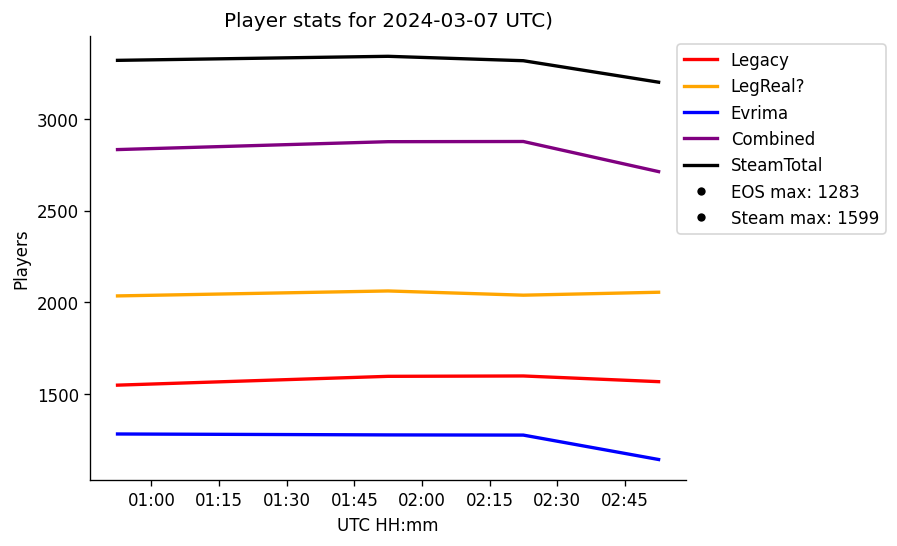 Player stats for 2024-03-07 UTC)
Legacy
LegReal?
Evrima
Combined
SteamTotal
EOS max: 1283
Steam max: 1599
Players
3000
2500
2000
1500
01:00 01:15 01:30 01:45 02:00 02:15 02:30 02:45
UTC HH:mm